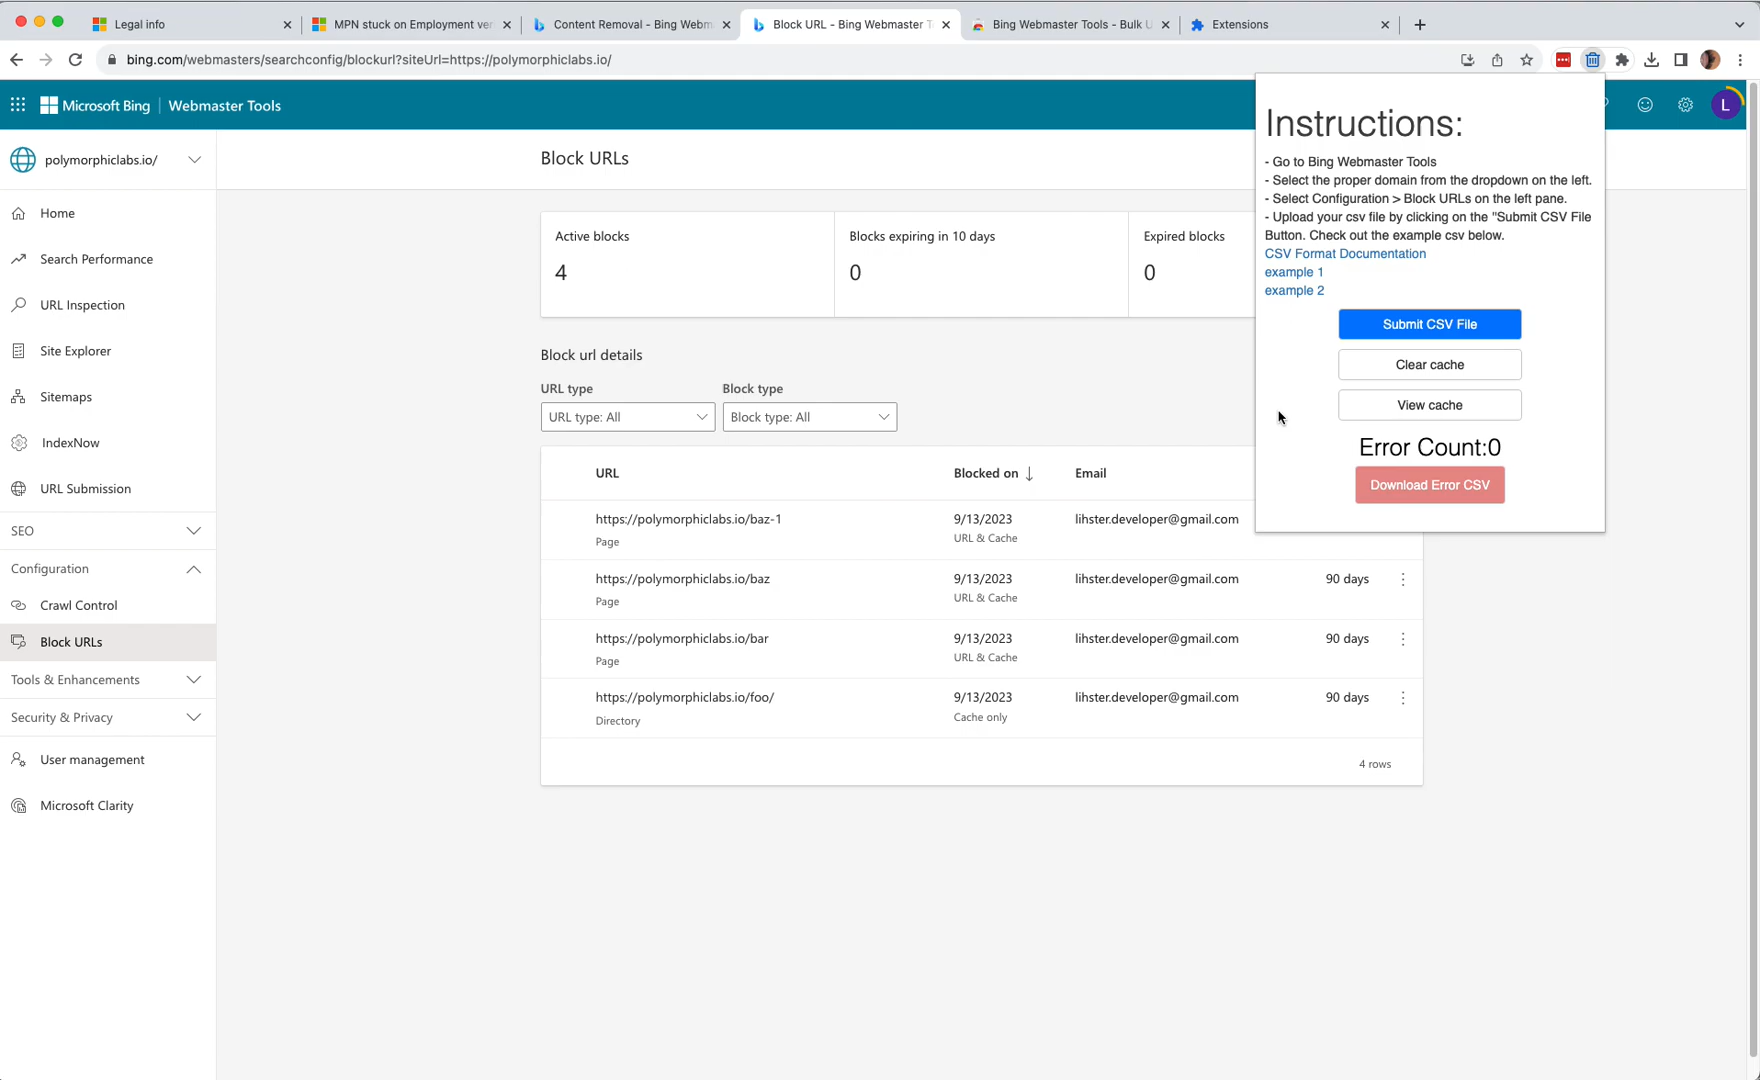 Legal info
MPN stuck on Employment ver
Content Removal - Bing Webm
Block URL - Bing Webmaster T
Bing Webmaster Tools - Bulk U
Extensions
bing.com/webmasters/searchconfig/blockurl?siteUrl=https://polymorphiclabs.io/
Microsoft Bing | Webmaster Tools
L
polymorphiclabs.io/
Home
Search Performance
URL Inspection
Site Explorer
Sitemaps
IndexNow
URL Submission
SEO
Configuration
Crawl Control
Block URLs
Tools & Enhancements
Security & Privacy
User management
Microsoft Clarity
Block URLs
Active blocks
4
Blocks expiring in 10 days
0
Expired blocks
0
Block url details
URL type
URL type: All
Block type
Block type: All
URL Blocked on Email
https://polymorphiclabs.io/baz-1 9/13/2023 lihster.developer@gmail.com
Page URL & Cache
https://polymorphiclabs.io/baz 9/13/2023 lihster.developer@gmail.com 90 days
Page URL & Cache
https://polymorphiclabs.io/bar 9/13/2023 lihster.developer@gmail.com 90 days
Page URL & Cache
https://polymorphiclabs.io/foo/ 9/13/2023 lihster.developer@gmail.com 90 days
Directory Cache only
4 rows
Instructions:
- Go to Bing Webmaster Tools
- Select the proper domain from the dropdown on the left.
- Select Configuration > Block URLs on the left pane.
- Upload your csv file by clicking on the "Submit CSV File
Button. Check out the example csv below.
CSV Format Documentation
example 1
example 2
Submit CSV File
Clear cache
View cache
Error Count:0
Download Error CSV